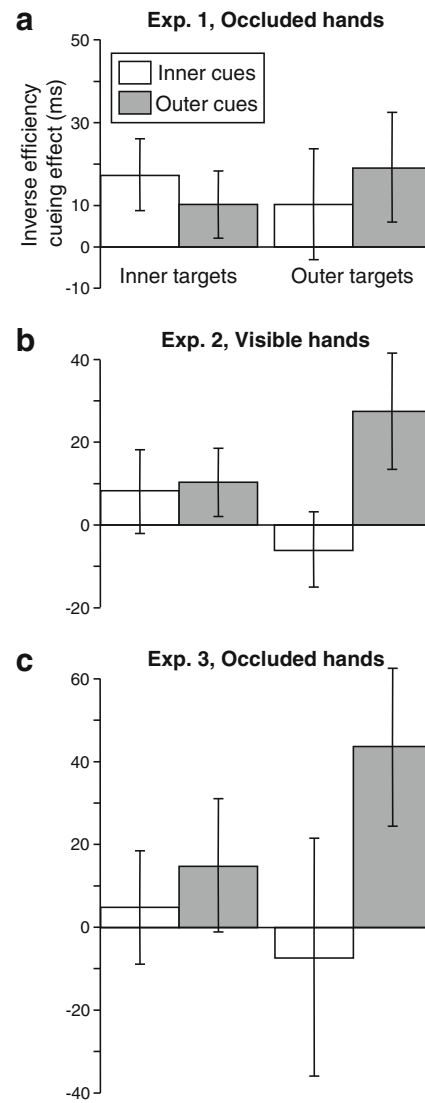 a
Exp. 1, Occluded hands
Inverse efficiency
cueing effect (ms)
50
30
10
0
-10
Inner cues
Outer cues
Inner targets
Outer targets
b
Exp. 2, Visible hands
40
20
0
-20
c
Exp. 3, Occluded hands
60
40
20
0
-20
-40